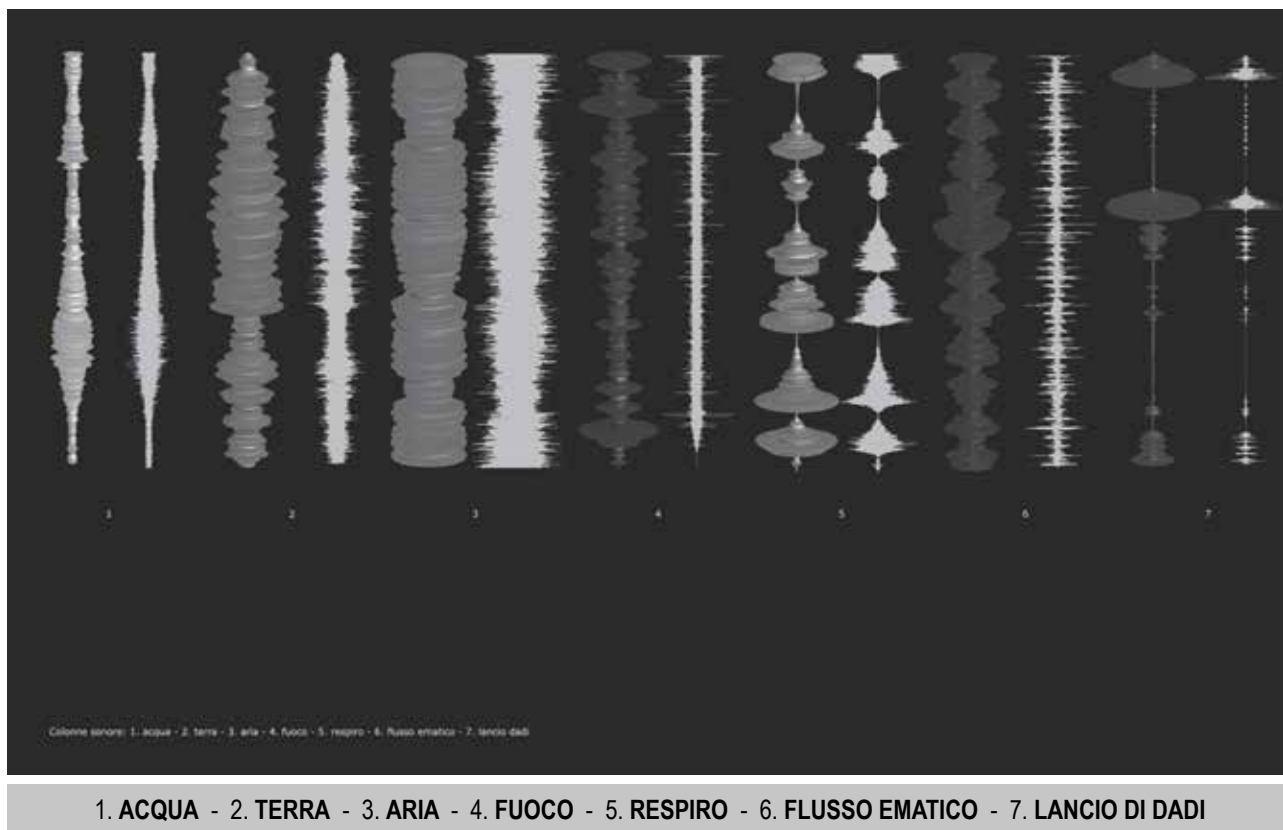 1 2 3 4 5 6 7
Colonne sonore: 1. acqua - 2. terra - 3. aria - 4. fuoco - 5. respiro - 6. flusso ematico - 7. lancio dadi
1. ACQUA - 2. TERRA - 3. ARIA - 4. FUOCO - 5. RESPIRO - 6. FLUSSO EMATICO - 7. LANCIO DI DADI